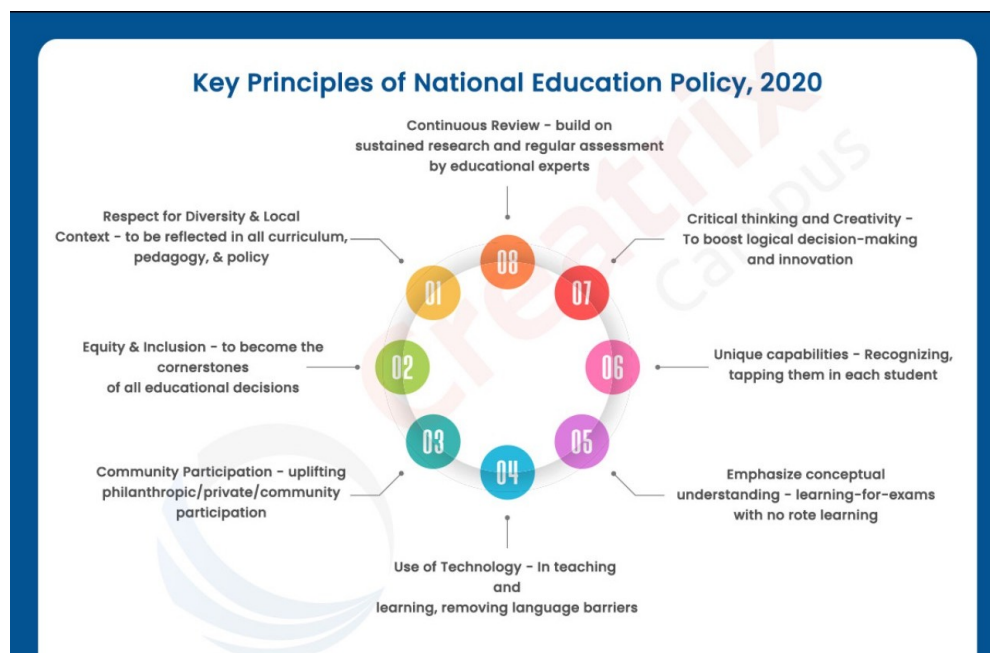 Key Principles of National Education Policy, 2020
Continuous Review - build on
sustained research and regular assessment
by educational experts
08
Respect for Diversity & Local
Context - to be reflected in all curriculum,
pedagogy, & policy
01
Equity & Inclusion - to become the
cornerstones
of all educational decisions
02
Community Participation - uplifting
philanthropic/private/community
participation
03
Use of Technology - In teaching
and
learning, removing language barriers
04
Emphasize conceptual
understanding - learning-for-exams
with no rote learning
05
Unique capabilities - Recognizing,
tapping them in each student
06
Critical thinking and Creativity -
To boost logical decision-making
and innovation
07
creatrix
Campus